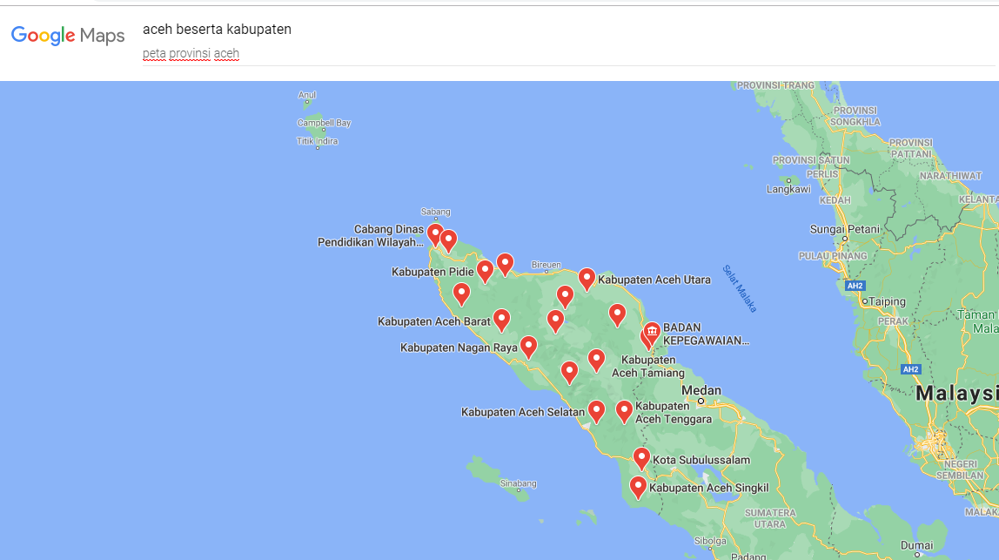 Google Maps
aceh beserta kabupaten
peta provinsi aceh
PROVINSI TRANG
Anul
PROVINSI
SONGKHLA
Campbell Bay
Titik Indira
PROVINSI
PATTANI
PROVINSI SATUN
PERLIS
NARATHIWAT
Langkawi
KEDAH
KELANTA
Sabang
Cabang Dinas
Pendidikan Wilayah...
Sungai Petani
PULAU PINANG
Kabupaten Pidie
Bireuen
Kabupaten Aceh Utara
Selat Malaka
AH2
Taiping
Kabupaten Aceh Barat
PERAK
Taman
Mala
BADAN
KEPEGAWAIAN...
Kabupaten Nagan Raya
Kabupaten
Aceh Tamiang
AH2
Medan
Malaysi
Kabupaten Aceh Selatan
Kabupaten
Aceh Tenggara
Kota Subulussalam
NEGERI
SEMBILAN
Sinabang
Kabupaten Aceh Singkil
SUMATERA
UTARA
MALAK
Sibolga
Dumai
Padang